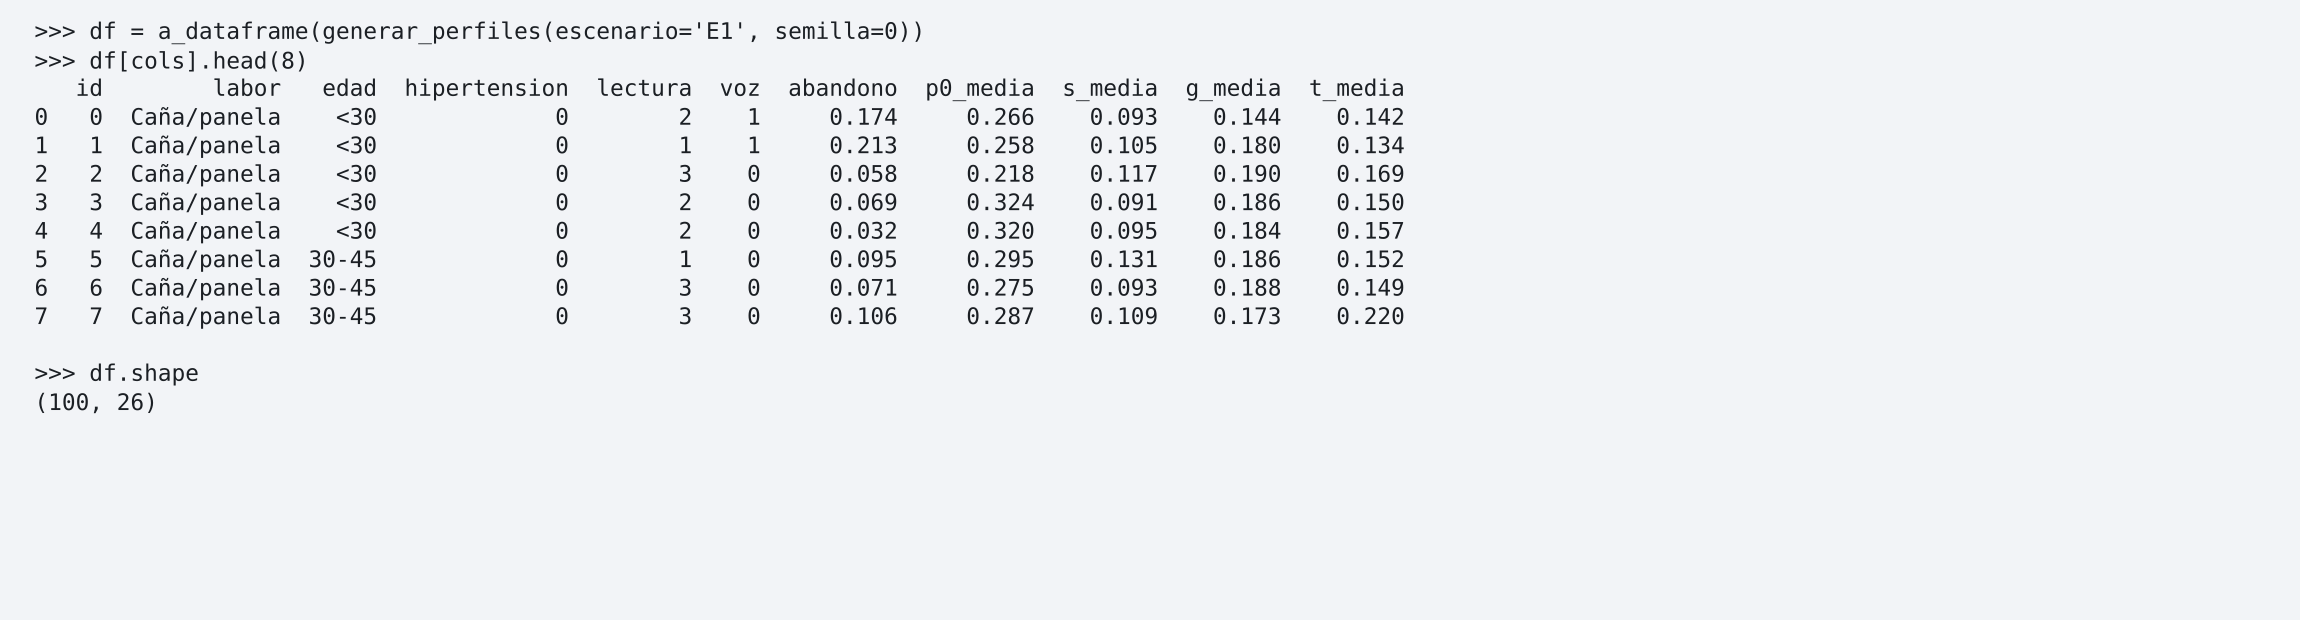 >>> df = a_dataframe(generar_perfiles(escenario='E1', semilla=0))
>>> df[cols].head(8)
   id        labor   edad  hipertension  lectura  voz  abandono  p0_media  s_media  g_media  t_media
0   0  Caña/panela    <30             0        2    1     0.174     0.266    0.093    0.144    0.142
1   1  Caña/panela    <30             0        1    1     0.213     0.258    0.105    0.180    0.134
2   2  Caña/panela    <30             0        3    0     0.058     0.218    0.117    0.190    0.169
3   3  Caña/panela    <30             0        2    0     0.069     0.324    0.091    0.186    0.150
4   4  Caña/panela    <30             0        2    0     0.032     0.320    0.095    0.184    0.157
5   5  Caña/panela  30-45             0        1    0     0.095     0.295    0.131    0.186    0.152
6   6  Caña/panela  30-45             0        3    0     0.071     0.275    0.093    0.188    0.149
7   7  Caña/panela  30-45             0        3    0     0.106     0.287    0.109    0.173    0.220
>>> df.shape
(100, 26)